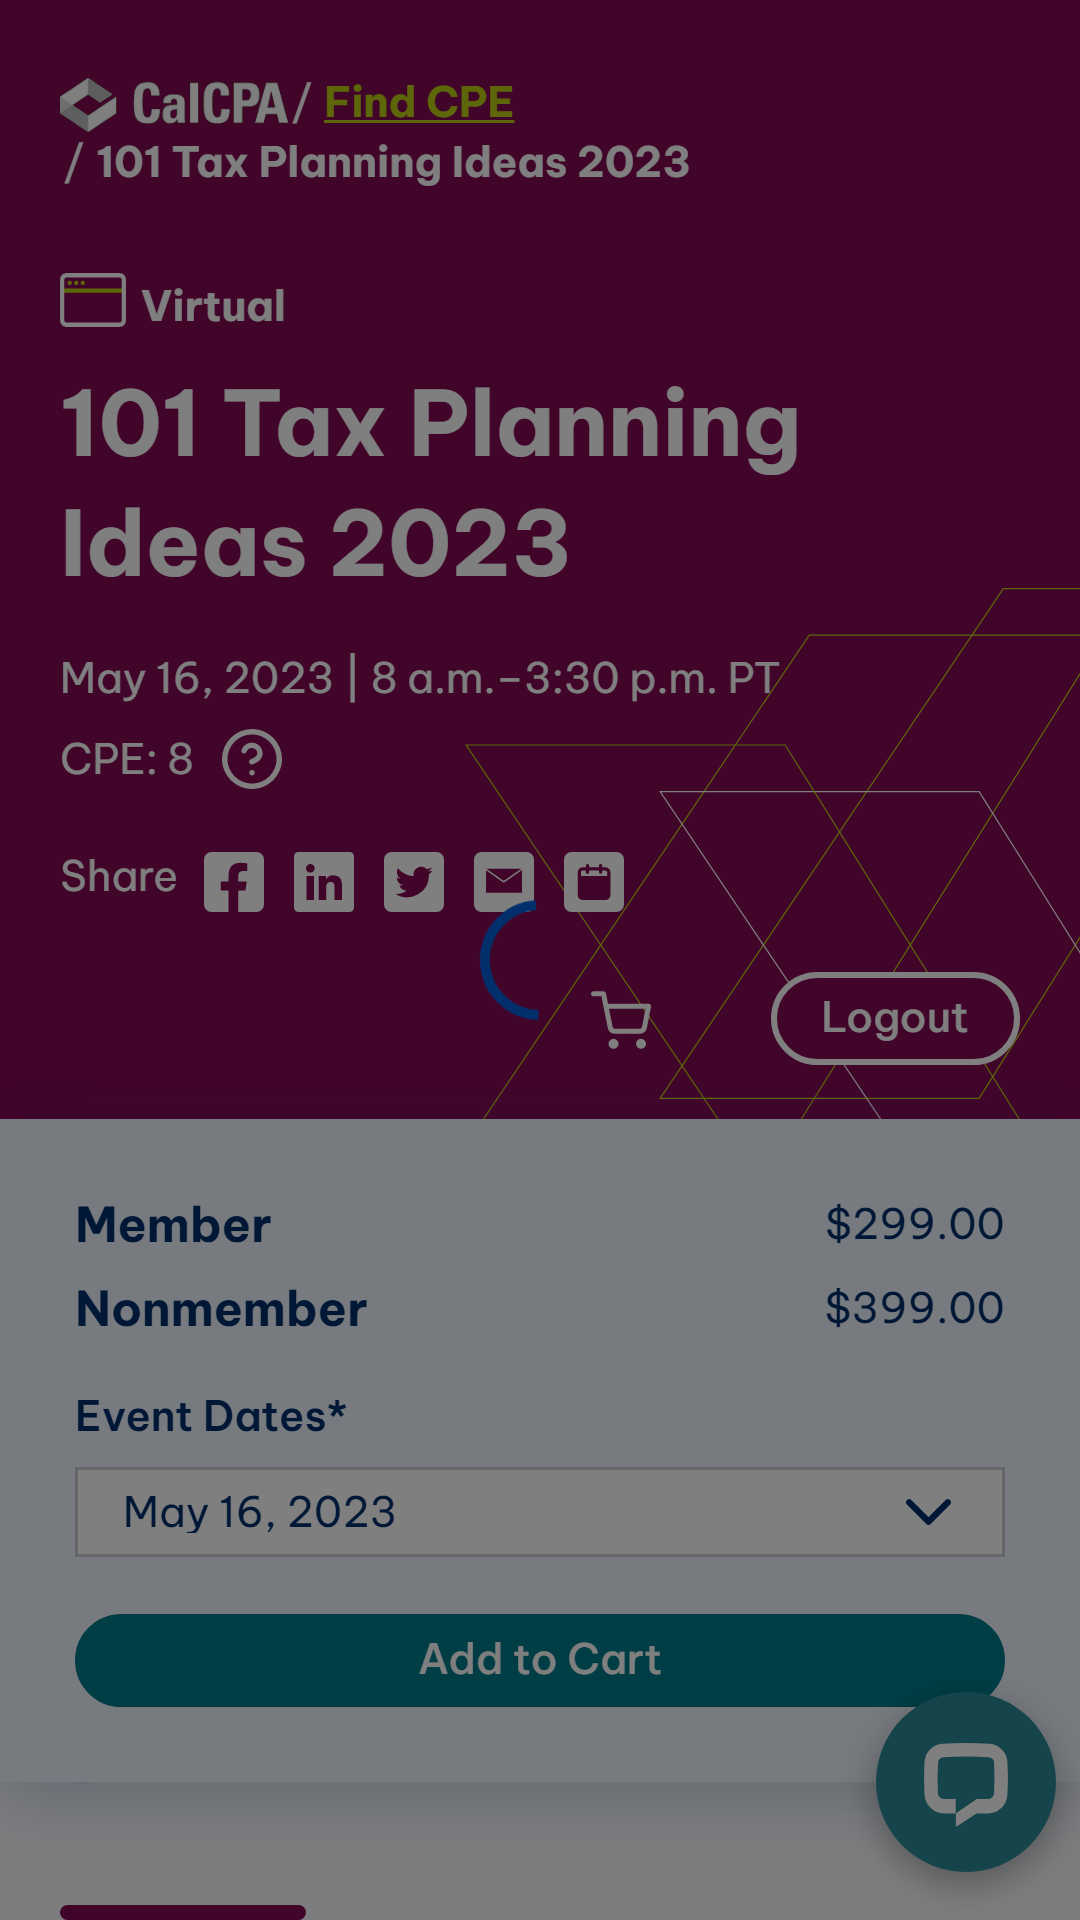 CalCPA / Find CPE
/ 101 Tax Planning Ideas 2023
Virtual
101 Tax Planning
Ideas 2023
May 16, 2023 | 8 a.m.–3:30 p.m. PT
CPE: 8 ?
Share
Logout
Member $299.00
Nonmember $399.00
Event Dates*
May 16, 2023
Add to Cart